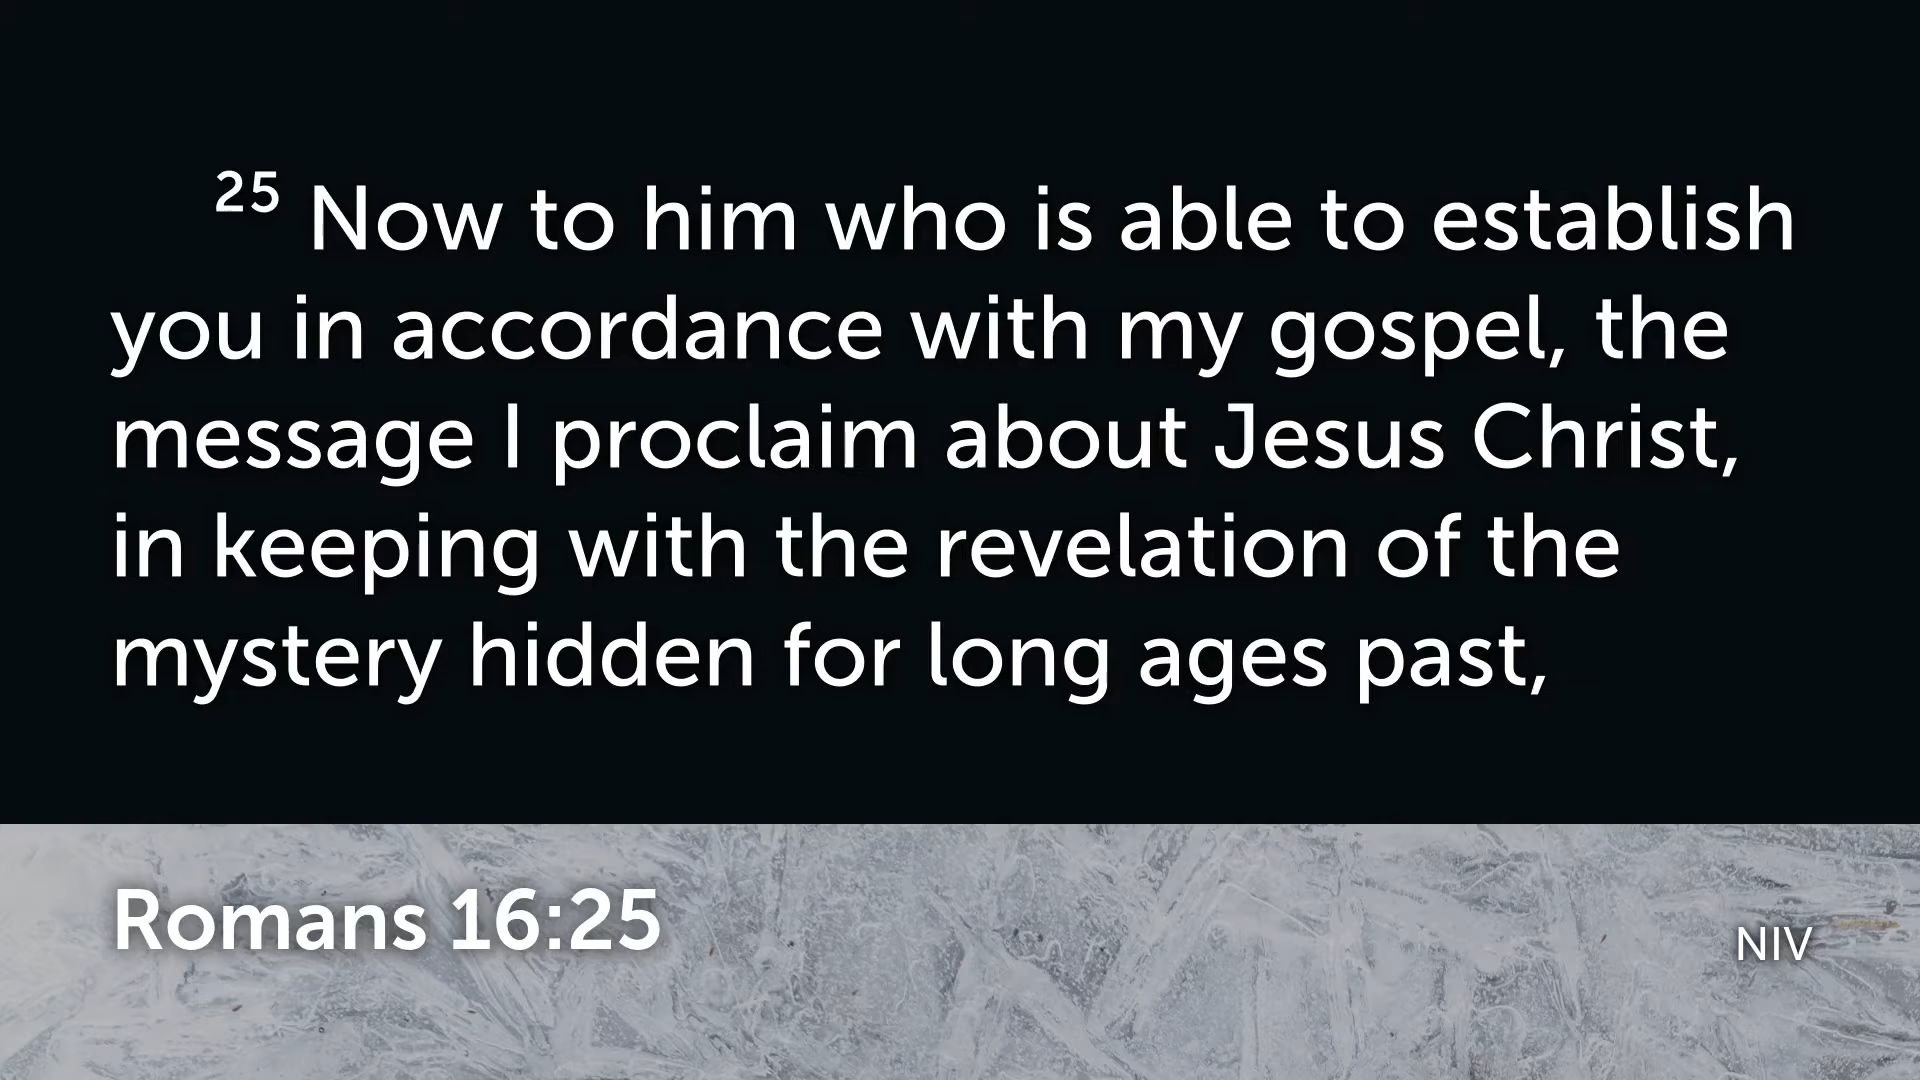 25 Now to him who is able to establish
you in accordance with my gospel, the
message I proclaim about Jesus Christ,
in keeping with the revelation of the
mystery hidden for long ages past,
Romans 16:25
NIV